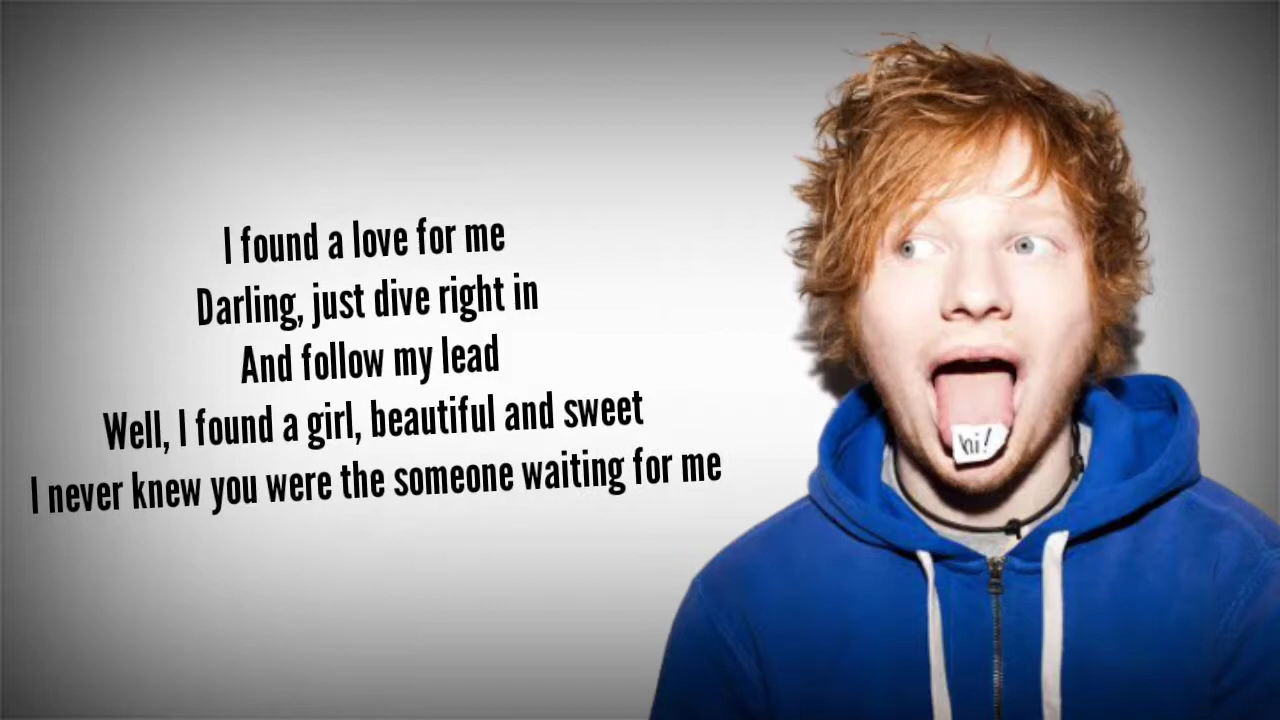 I found a love for me
Darling, just dive right in
And follow my lead
Well, I found a girl, beautiful and sweet
I never knew you were the someone waiting for me
hi!